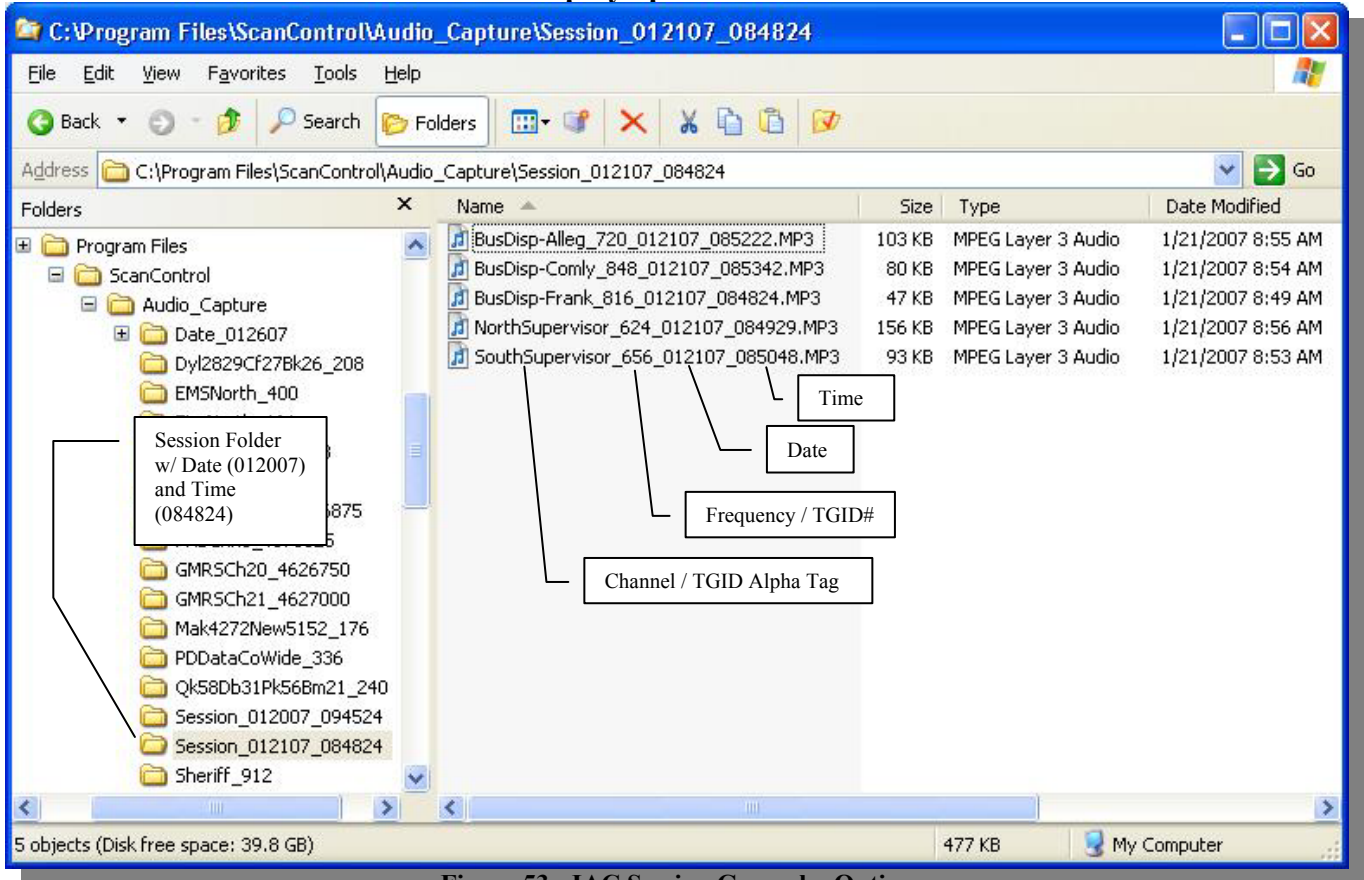 C:\Program Files\ScanControl\Audio_Capture\Session_012107_084824
File Edit View Favorites Tools Help
Back Search Folders
Address C:\Program Files\ScanControl\Audio_Capture\Session_012107_084824 Go
Folders
Name Size Type Date Modified
Program Files
ScanControl
Audio_Capture
Date_012607
Dyl2829Cf27Bk26_208
EMSNorth_400
Session Folder
w/ Date (012007)
and Time
(084824)
GMRSCh20_4626750
GMRSCh21_4627000
Mak4272New5152_176
PDDataCoWide_336
Qk58Db31Pk56Bm21_240
Session_012007_094524
Session_012107_084824
Sheriff_912
BusDisp-Alleg_720_012107_085222.MP3 103 KB MPEG Layer 3 Audio 1/21/2007 8:55 AM
BusDisp-Comly_848_012107_085342.MP3 80 KB MPEG Layer 3 Audio 1/21/2007 8:54 AM
BusDisp-Frank_816_012107_084824.MP3 47 KB MPEG Layer 3 Audio 1/21/2007 8:49 AM
NorthSupervisor_624_012107_084929.MP3 156 KB MPEG Layer 3 Audio 1/21/2007 8:56 AM
SouthSupervisor_656_012107_085048.MP3 93 KB MPEG Layer 3 Audio 1/21/2007 8:53 AM
Time
Date
Frequency / TGID#
Channel / TGID Alpha Tag
5 objects (Disk free space: 39.8 GB) 477 KB My Computer